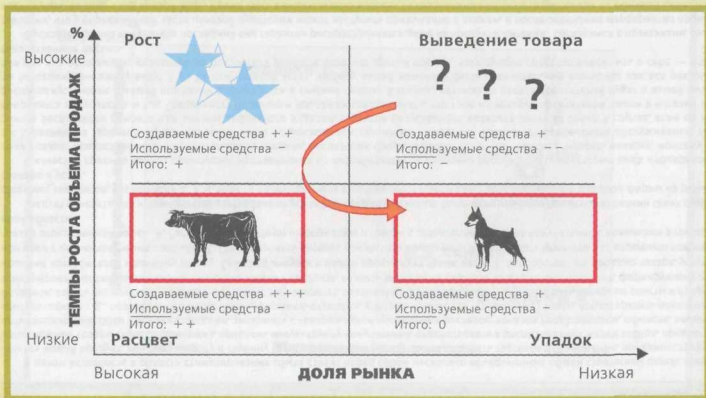 %
Рост
Выведение товара
Высокие
? ? ?
Создаваемые средства + +
Используемые средства −
Итого: +
Создаваемые средства +
Используемые средства − −
Итого: −
ТЕМПЫ РОСТА ОБЪЕМА ПРОДАЖ
Создаваемые средства + + +
Используемые средства −
Итого: + +
Создаваемые средства +
Используемые средства −
Итого: 0
Низкие
Расцвет
Упадок
Высокая
ДОЛЯ РЫНКА
Низкая